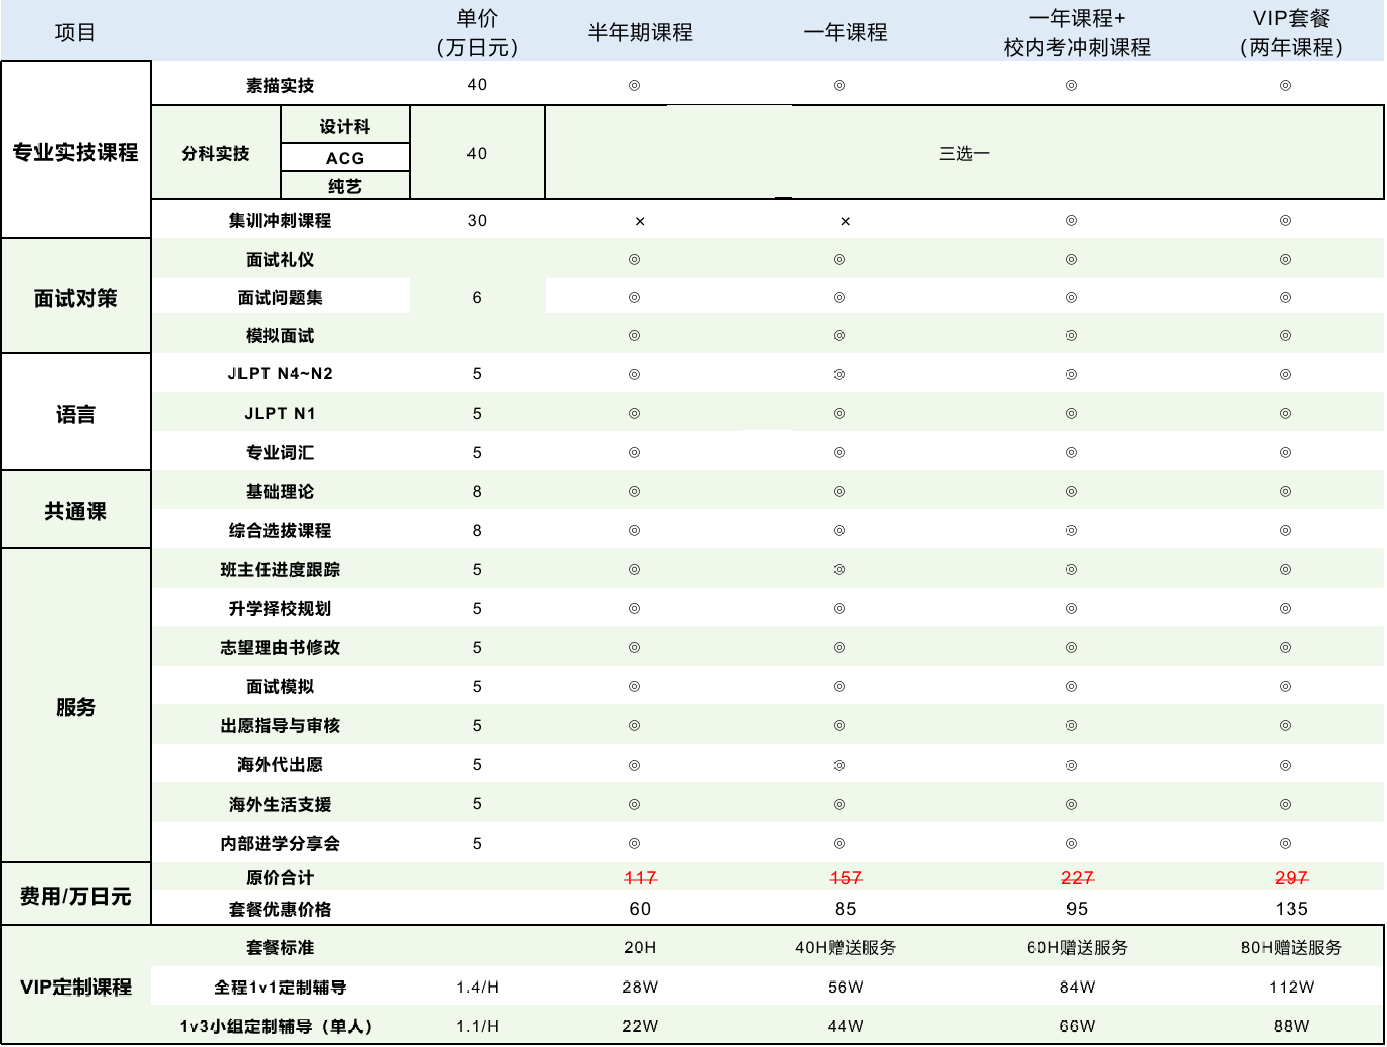 项目 单价（万日元） 半年期课程 一年课程 一年课程+校内考冲刺课程 VIP套餐（两年课程）
专业实技课程
素描实技 40 ◎ ◎ ◎ ◎
分科实技 设计科 40 三选一
ACG
纯艺
集训冲刺课程 30 × × ◎ ◎
面试对策
面试礼仪 ◎ ◎ ◎ ◎
面试问题集 6 ◎ ◎ ◎ ◎
模拟面试 ◎ ◎ ◎ ◎
语言
JLPT N4~N2 5 ◎ ◎ ◎ ◎
JLPT N1 5 ◎ ◎ ◎ ◎
专业词汇 5 ◎ ◎ ◎ ◎
共通课
基础理论 8 ◎ ◎ ◎ ◎
综合选拔课程 8 ◎ ◎ ◎ ◎
服务
班主任进度跟踪 5 ◎ ◎ ◎ ◎
升学择校规划 5 ◎ ◎ ◎ ◎
志望理由书修改 5 ◎ ◎ ◎ ◎
面试模拟 5 ◎ ◎ ◎ ◎
出愿指导与审核 5 ◎ ◎ ◎ ◎
海外代出愿 5 ◎ ◎ ◎ ◎
海外生活支援 5 ◎ ◎ ◎ ◎
内部进学分享会 5 ◎ ◎ ◎ ◎
费用/万日元
原价合计 117 157 227 297
套餐优惠价格 60 85 95 135
VIP定制课程
套餐标准 20H 40H赠送服务 60H赠送服务 80H赠送服务
全程1v1定制辅导 1.4/H 28W 56W 84W 112W
1v3小组定制辅导（单人） 1.1/H 22W 44W 66W 88W